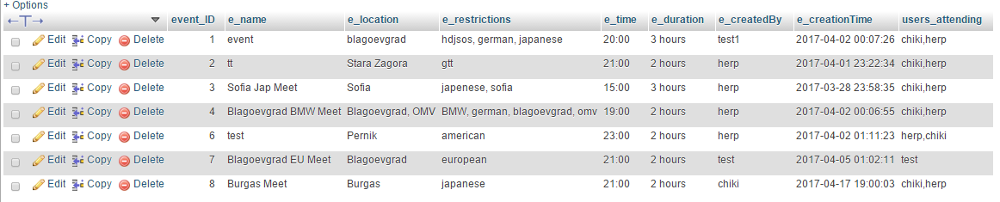 + Options
←T→ event_ID e_name e_location e_restrictions e_time e_duration e_createdBy e_creationTime users_attending
Edit Copy Delete 1 event blagoevgrad hdjsos, german, japanese 20:00 3 hours test1 2017-04-02 00:07:26 chiki,herp
Edit Copy Delete 2 tt Stara Zagora gtt 21:00 2 hours herp 2017-04-01 23:22:34 chiki,herp
Edit Copy Delete 3 Sofia Jap Meet Sofia japenese, sofia 15:00 3 hours herp 2017-03-28 23:58:35 chiki,herp
Edit Copy Delete 4 Blagoevgrad BMW Meet Blagoevgrad, OMV BMW, german, blagoevgrad, omv 19:00 2 hours herp 2017-04-02 00:06:55 chiki,herp
Edit Copy Delete 6 test Pernik american 23:00 2 hours herp 2017-04-02 01:11:23 herp,chiki
Edit Copy Delete 7 Blagoevgrad EU Meet Blagoevgrad european 21:00 2 hours test 2017-04-05 01:02:11 test
Edit Copy Delete 8 Burgas Meet Burgas japanese 21:00 2 hours chiki 2017-04-17 19:00:03 chiki,herp